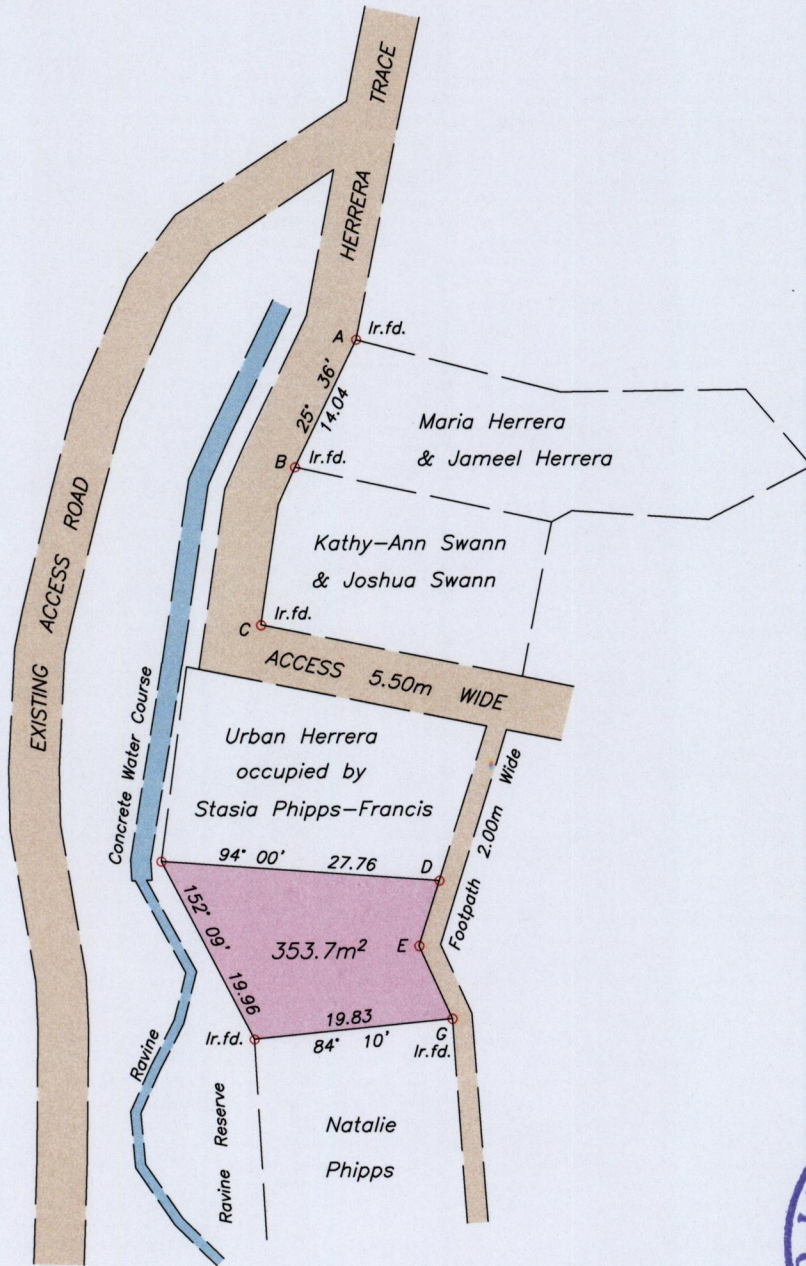 TRACE
HERRERA
A
Ir.fd.
25° 36'
14.04
B
Ir.fd.
Maria Herrera
& Jameel Herrera
Kathy–Ann Swann
& Joshua Swann
C
Ir.fd.
EXISTING ACCESS ROAD
ACCESS 5.50m WIDE
Concrete Water Course
Urban Herrera
occupied by
Stasia Phipps–Francis
Footpath 2.00m Wide
94° 00' 27.76
D
152° 09' 19.96
353.7m²
E
19.83
84° 10'
G
Ir.fd.
Ir.fd.
Ravine
Ravine Reserve
Natalie
Phipps